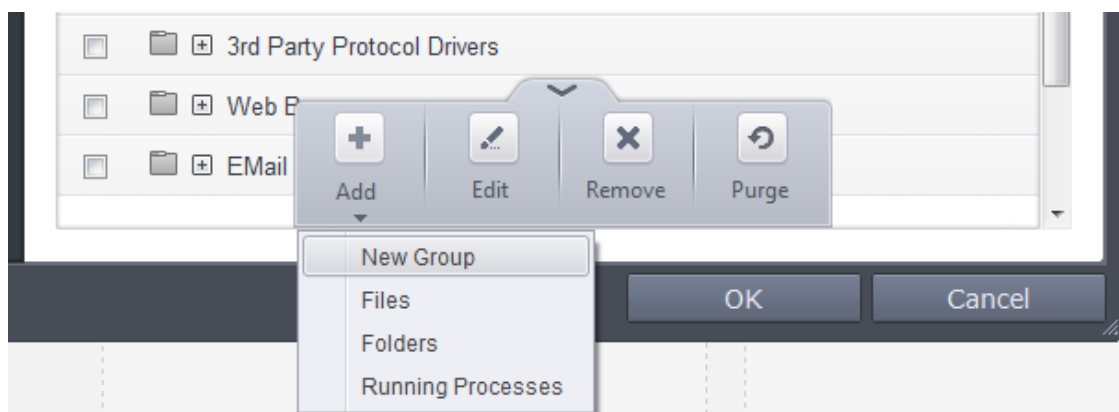 3rd Party Protocol Drivers
Web B
EMail
Add
Edit
Remove
Purge
New Group
Files
Folders
Running Processes
OK
Cancel